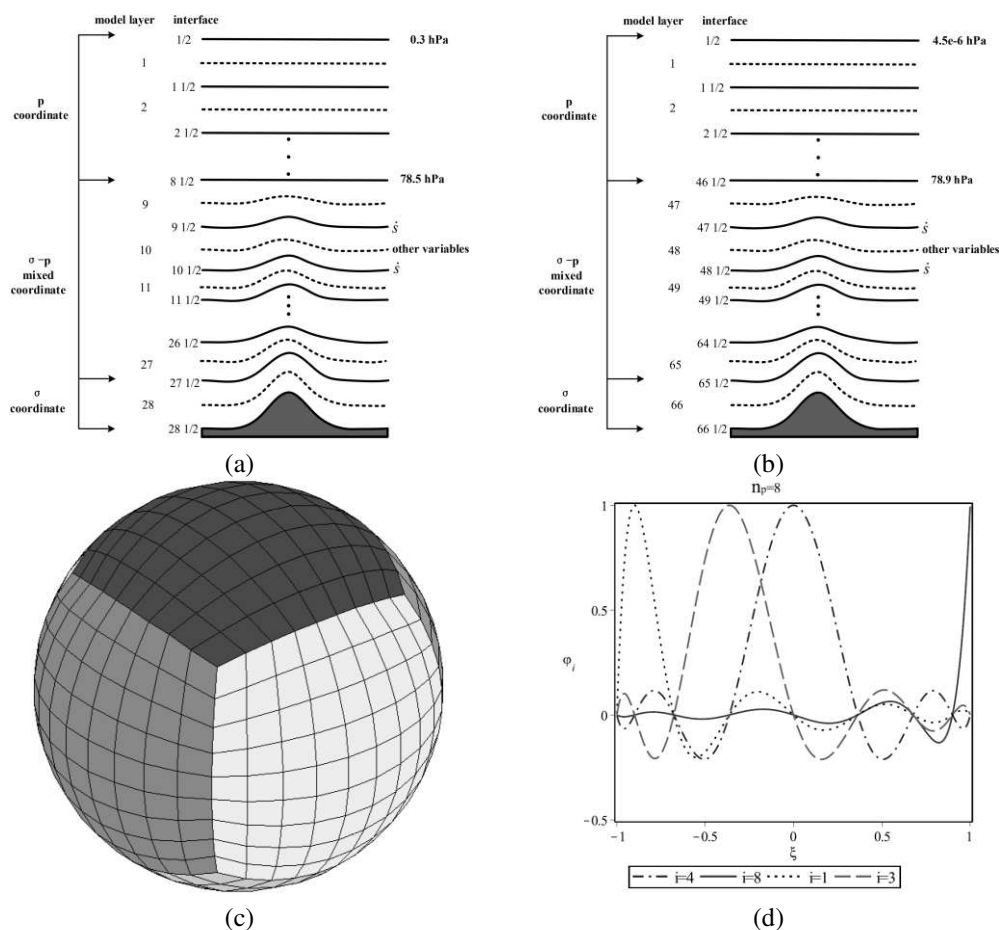 model layer interface
1/2 0.3 hPa
1
1 1/2
p
coordinate
2
2 1/2
8 1/2 78.5 hPa
9
9 1/2 ṡ
σ −p
mixed
coordinate
10 other variables
10 1/2 ṡ
11
11 1/2
26 1/2
27
27 1/2
σ
coordinate
28
28 1/2
(a)
model layer interface
1/2 4.5e-6 hPa
1
1 1/2
p
coordinate
2
2 1/2
46 1/2 78.9 hPa
47
47 1/2 ṡ
σ −p
mixed
coordinate
48 other variables
48 1/2 ṡ
49
49 1/2
64 1/2
65
65 1/2
σ
coordinate
66
66 1/2
(b)
(c)
np=8
1
0.5
φi
0
-0.5
-1 -0.5 0 0.5 1
ξ
i=4 i=8 i=1 i=3
(d)